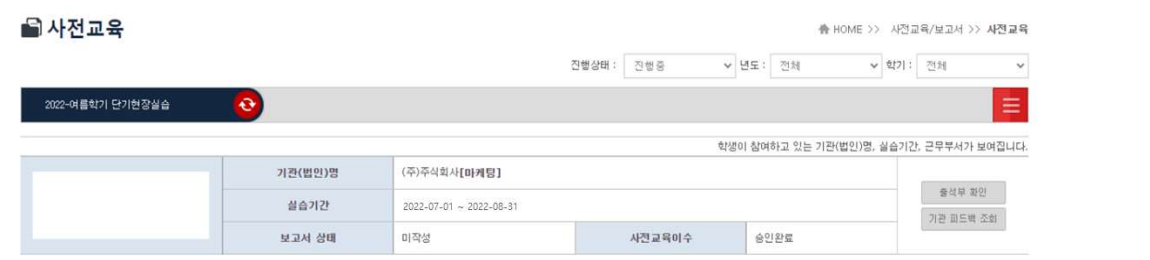 사전교육
HOME >> 사전교육/보고서 >> 사전교육
진행상태 : 진행중 년도 : 전체 학기 : 전체
2022-여름학기 단기현장실습
학생이 참여하고 있는 기관(법인)명, 실습기간, 근무부서가 보여집니다.
기관(법인)명 (주)주식회사[마케팅]
출석부 확인
실습기간 2022-07-01 ~ 2022-08-31
기관 피드백 조회
보고서 상태 미작성 사전교육이수 승인완료